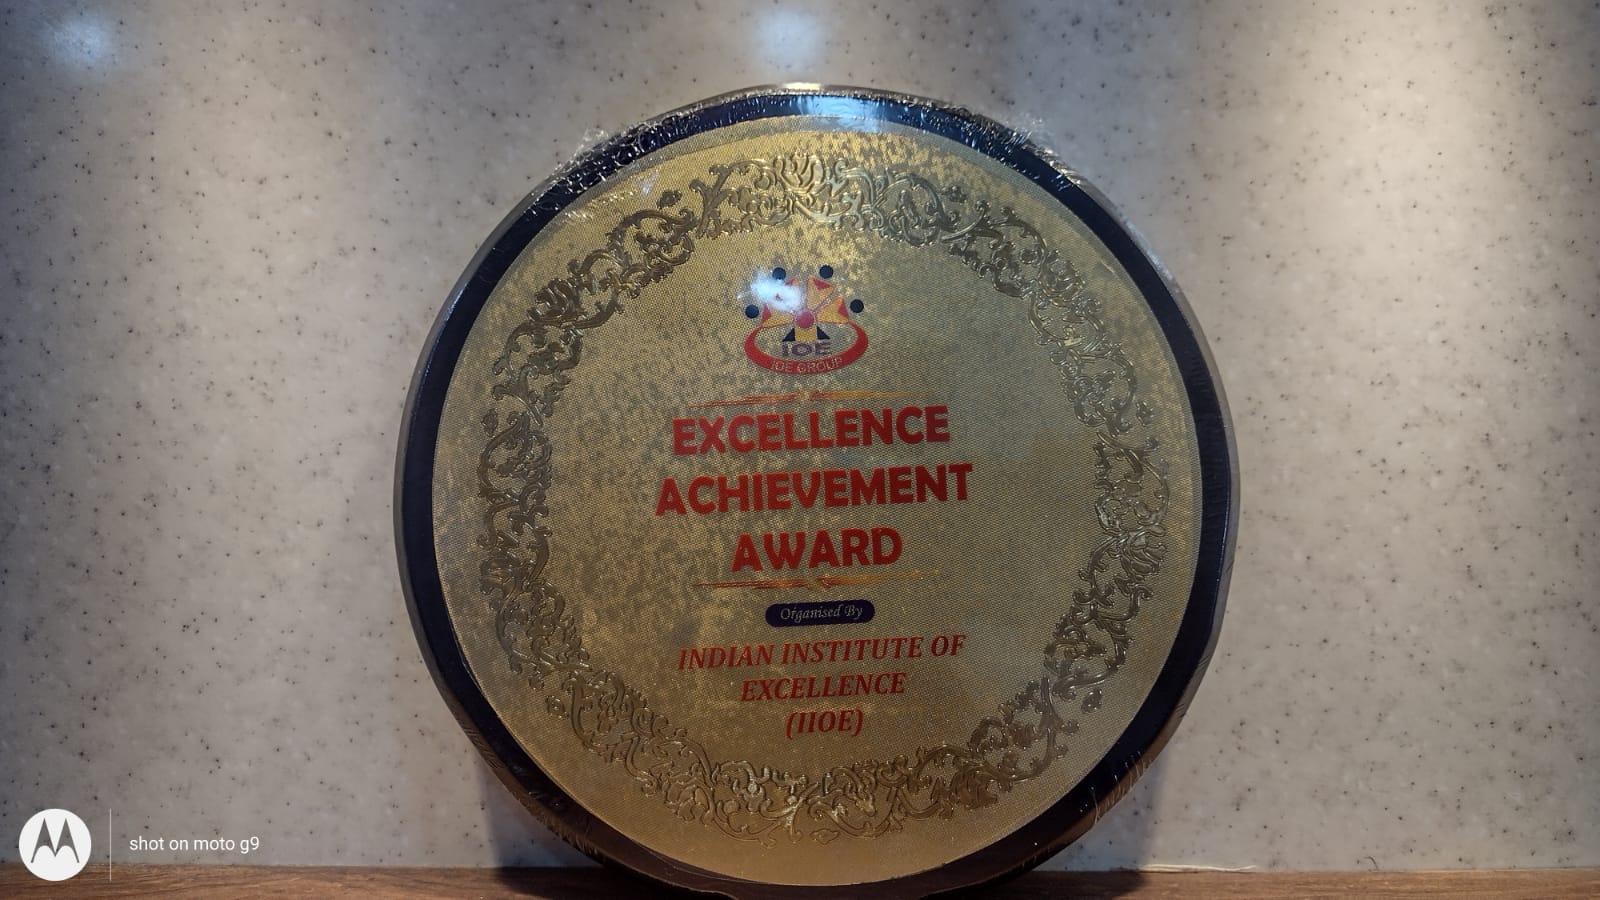 IOE
IOE GROUP
EXCELLENCE
ACHIEVEMENT
AWARD
Organised By
INDIAN INSTITUTE OF
EXCELLENCE
(IIOE)
shot on moto g9